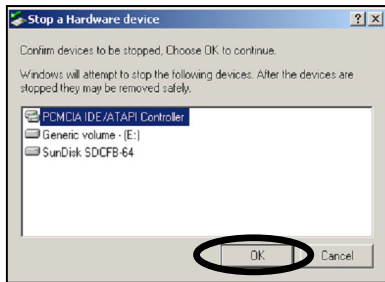 Stop a Hardware device
Confirm devices to be stopped, Choose OK to continue.
Windows will attempt to stop the following devices. After the devices are
stopped they may be removed safely.
PCMCIA IDE/ATAPI Controller
Generic volume - (E:)
SunDisk SDCFB-64
OK
Cancel